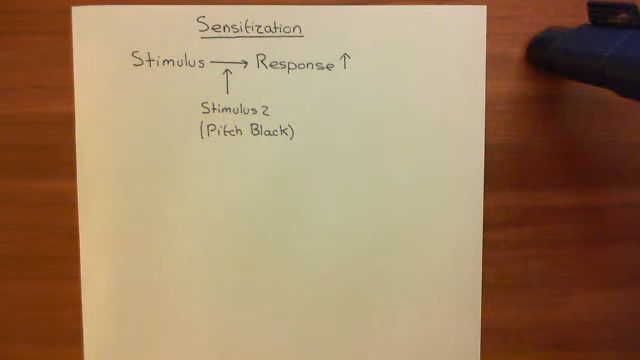 Sensitization
Stimulus → Response ↑
↑
Stimulus 2
(Pitch Black)